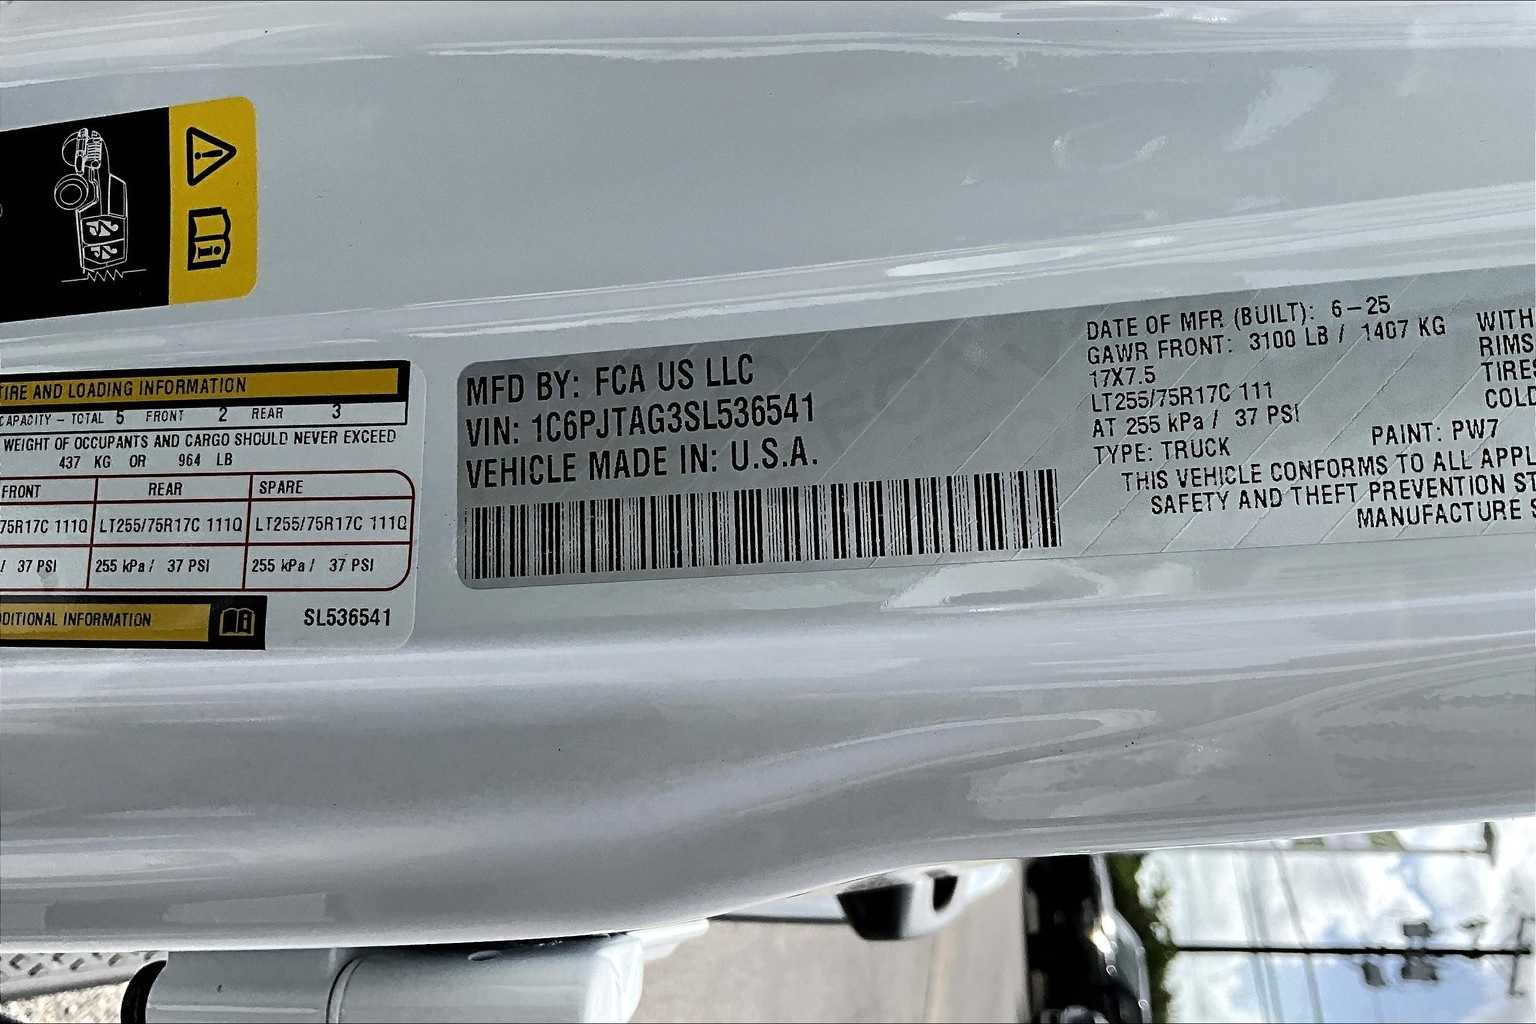 TIRE AND LOADING INFORMATION
CAPACITY - TOTAL 5 FRONT 2 REAR 3
WEIGHT OF OCCUPANTS AND CARGO SHOULD NEVER EXCEED
437 KG OR 964 LB
FRONT REAR SPARE
75R17C 111Q LT255/75R17C 111Q LT255/75R17C 111Q
/ 37 PSI 255 kPa / 37 PSI 255 kPa / 37 PSI
DDITIONAL INFORMATION
SL536541
MFD BY: FCA US LLC
VIN: 1C6PJTAG3SL536541
VEHICLE MADE IN: U.S.A.
DATE OF MFR (BUILT): 6-25
GAWR FRONT: 3100 LB / 1407 KG
17X7.5
LT255/75R17C 111
AT 255 kPa / 37 PSI
TYPE: TRUCK
PAINT: PW7
THIS VEHICLE CONFORMS TO ALL APPL
SAFETY AND THEFT PREVENTION ST
MANUFACTURE S
WITH
RIMS
TIRES
COLD